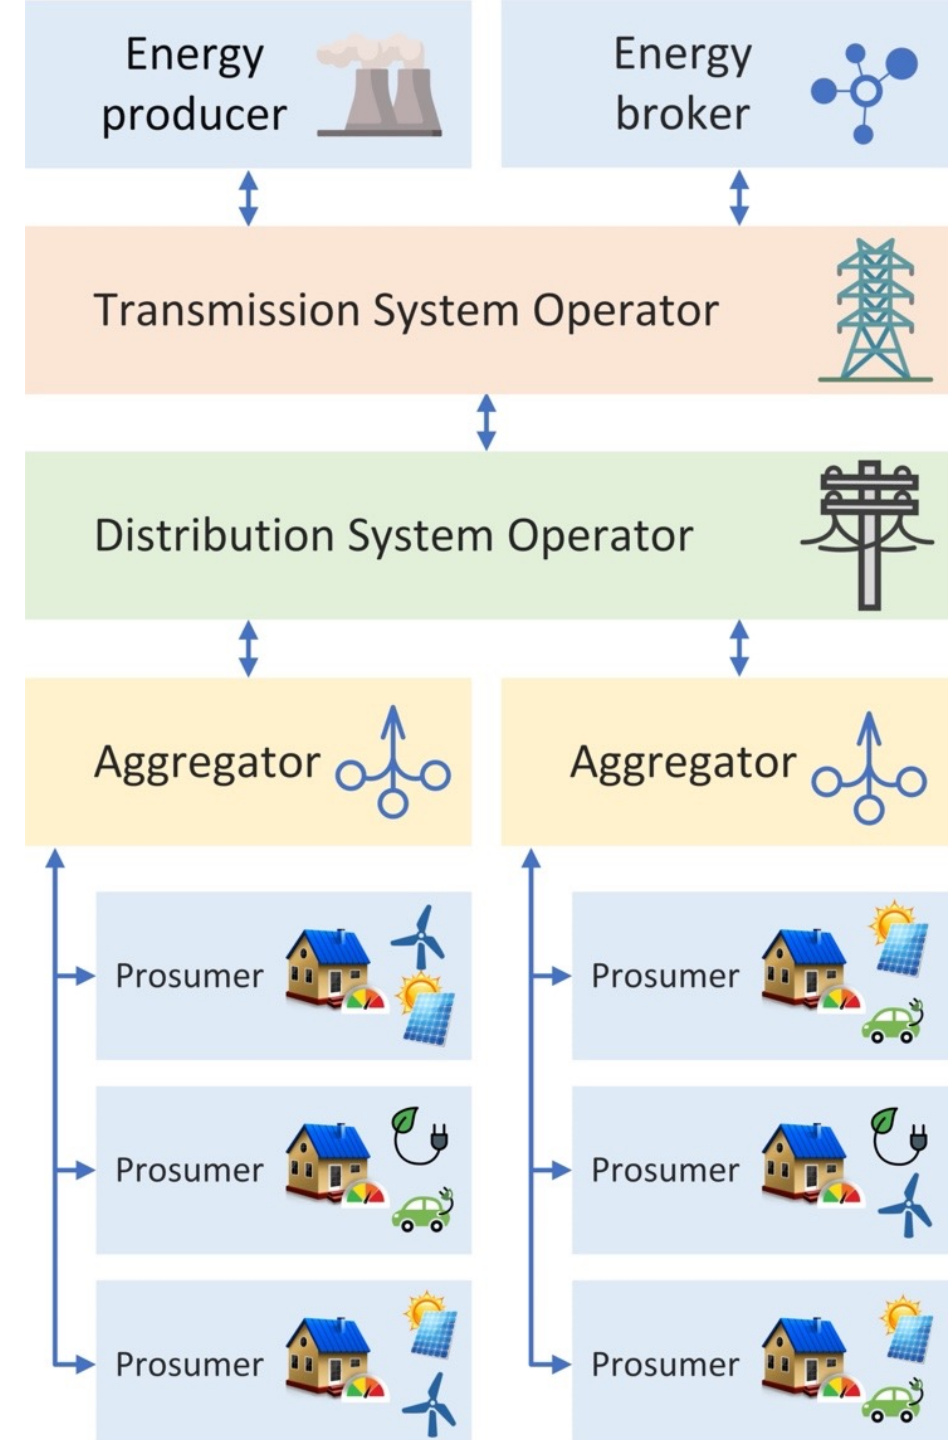 Energy
producer
Energy
broker
Transmission System Operator
Distribution System Operator
Aggregator
Aggregator
Prosumer
Prosumer
Prosumer
Prosumer
Prosumer
Prosumer